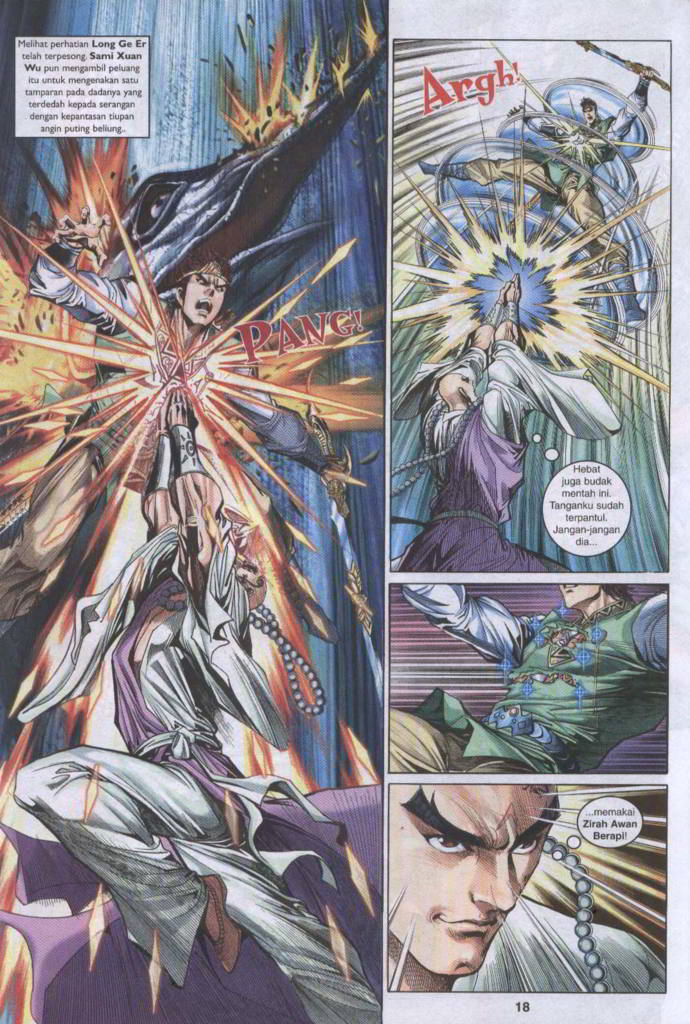 Melihat perhatian Long Ge Er
telah terpesong, Sami Xuan
Wu pun mengambil peluang
itu untuk mengenakan satu
tamparan pada dadanya yang
terdedah kepada serangan
dengan kepantasan tiupan
angin puting beliung..
PANG!
Argh!
Hebat
juga budak
mentah ini.
Tanganku sudah
terpantul.
Jangan-jangan
dia...
...memakai
Zirah Awan
Berapi!
18